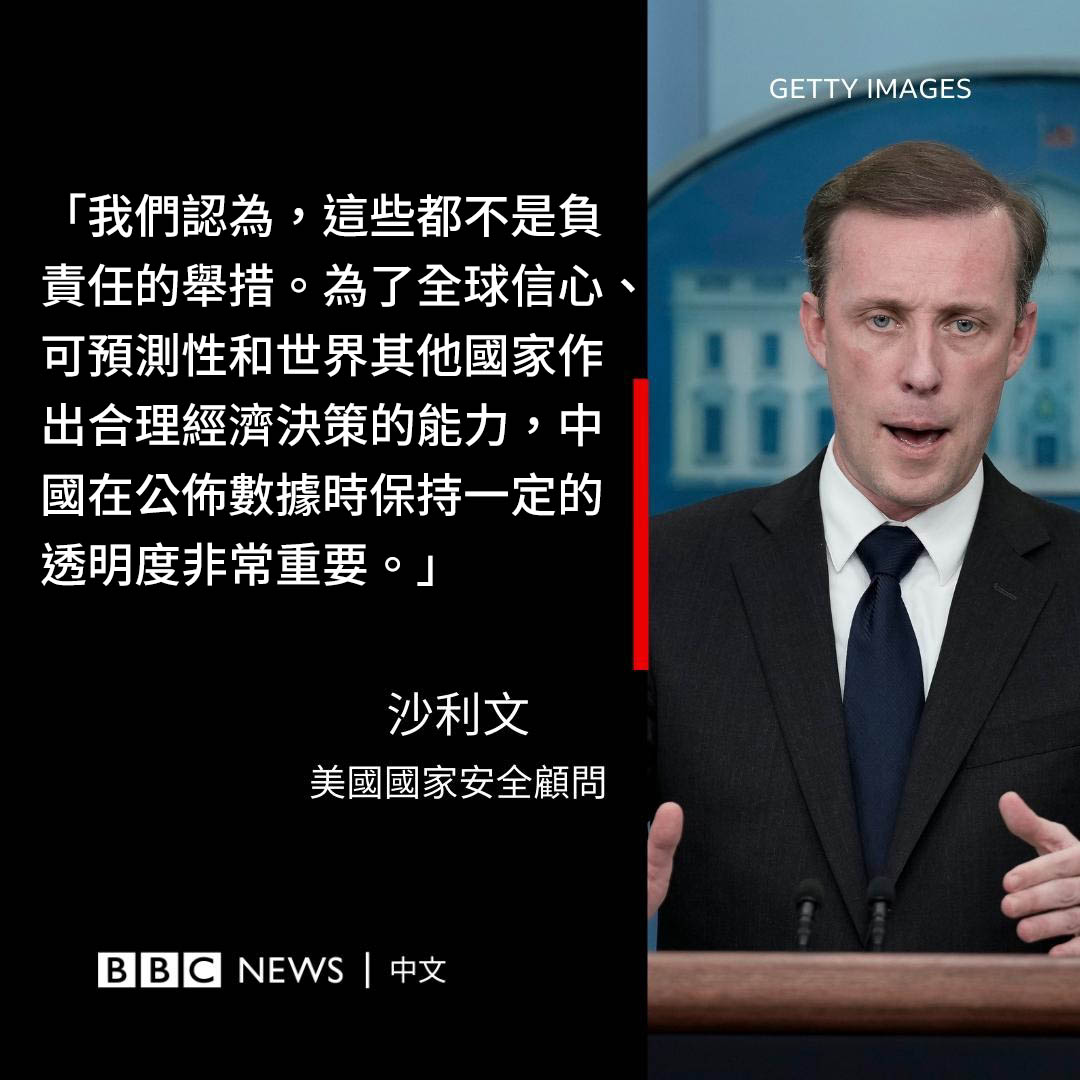 GETTY IMAGES
「我們認為，這些都不是負
責任的舉措。為了全球信心、
可預測性和世界其他國家作
出合理經濟決策的能力，中
國在公佈數據時保持一定的
透明度非常重要。」
沙利文
美國國家安全顧問
BBC NEWS | 中文